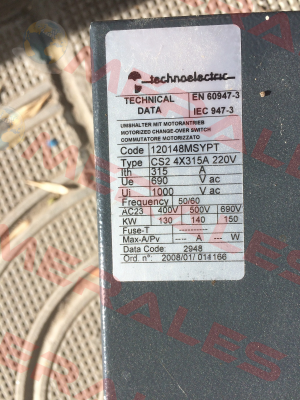 technoelectric
TECHNICAL DATA EN 60947-3 IEC 947-3
UMSHALTER MIT MOTORANTRIEB
MOTORIZED CHANGE-OVER SWITCH
COMMUTATORE MOTORIZZATO
Code 120148MSYPT
Type CS2 4X315A 220V
Ith 315 A
Ue 690 V ac
Ui 1000 V ac
Frequency 50/60
AC23 400V 500V 690V
KW 130 140 150
Fuse-T ---- ----
Max-A/Pv ---- A ---- W
Data Code: 2948
Ord. n°: 2008/01/ 014166